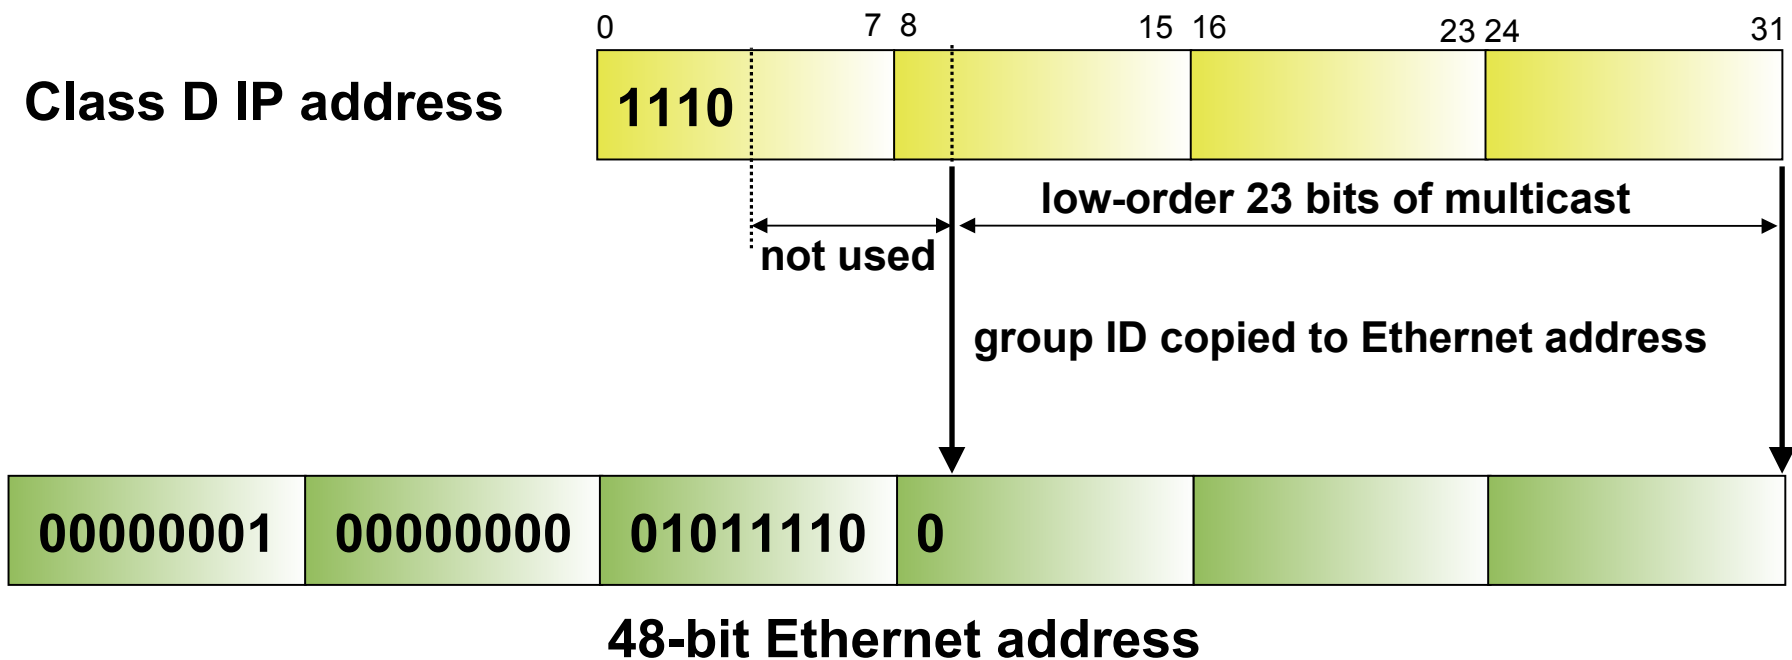 0 7 8 15 16 23 24 31
Class D IP address
1110
low-order 23 bits of multicast
not used
group ID copied to Ethernet address
00000001 00000000 01011110 0
48-bit Ethernet address